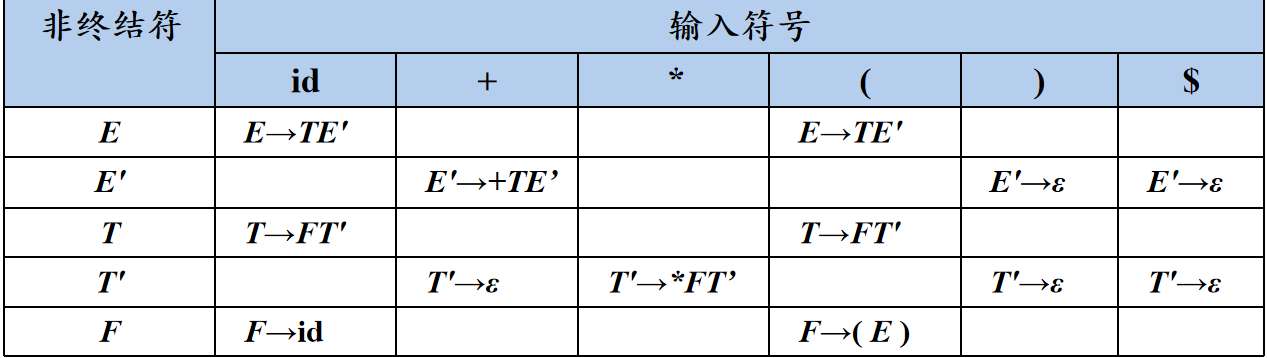 非终结符 输入符号
id + * ( ) $
E E→TE' E→TE'
E' E'→+TE’ E'→ε E'→ε
T T→FT' T→FT'
T' T'→ε T'→*FT’ T'→ε T'→ε
F F→id F→( E )